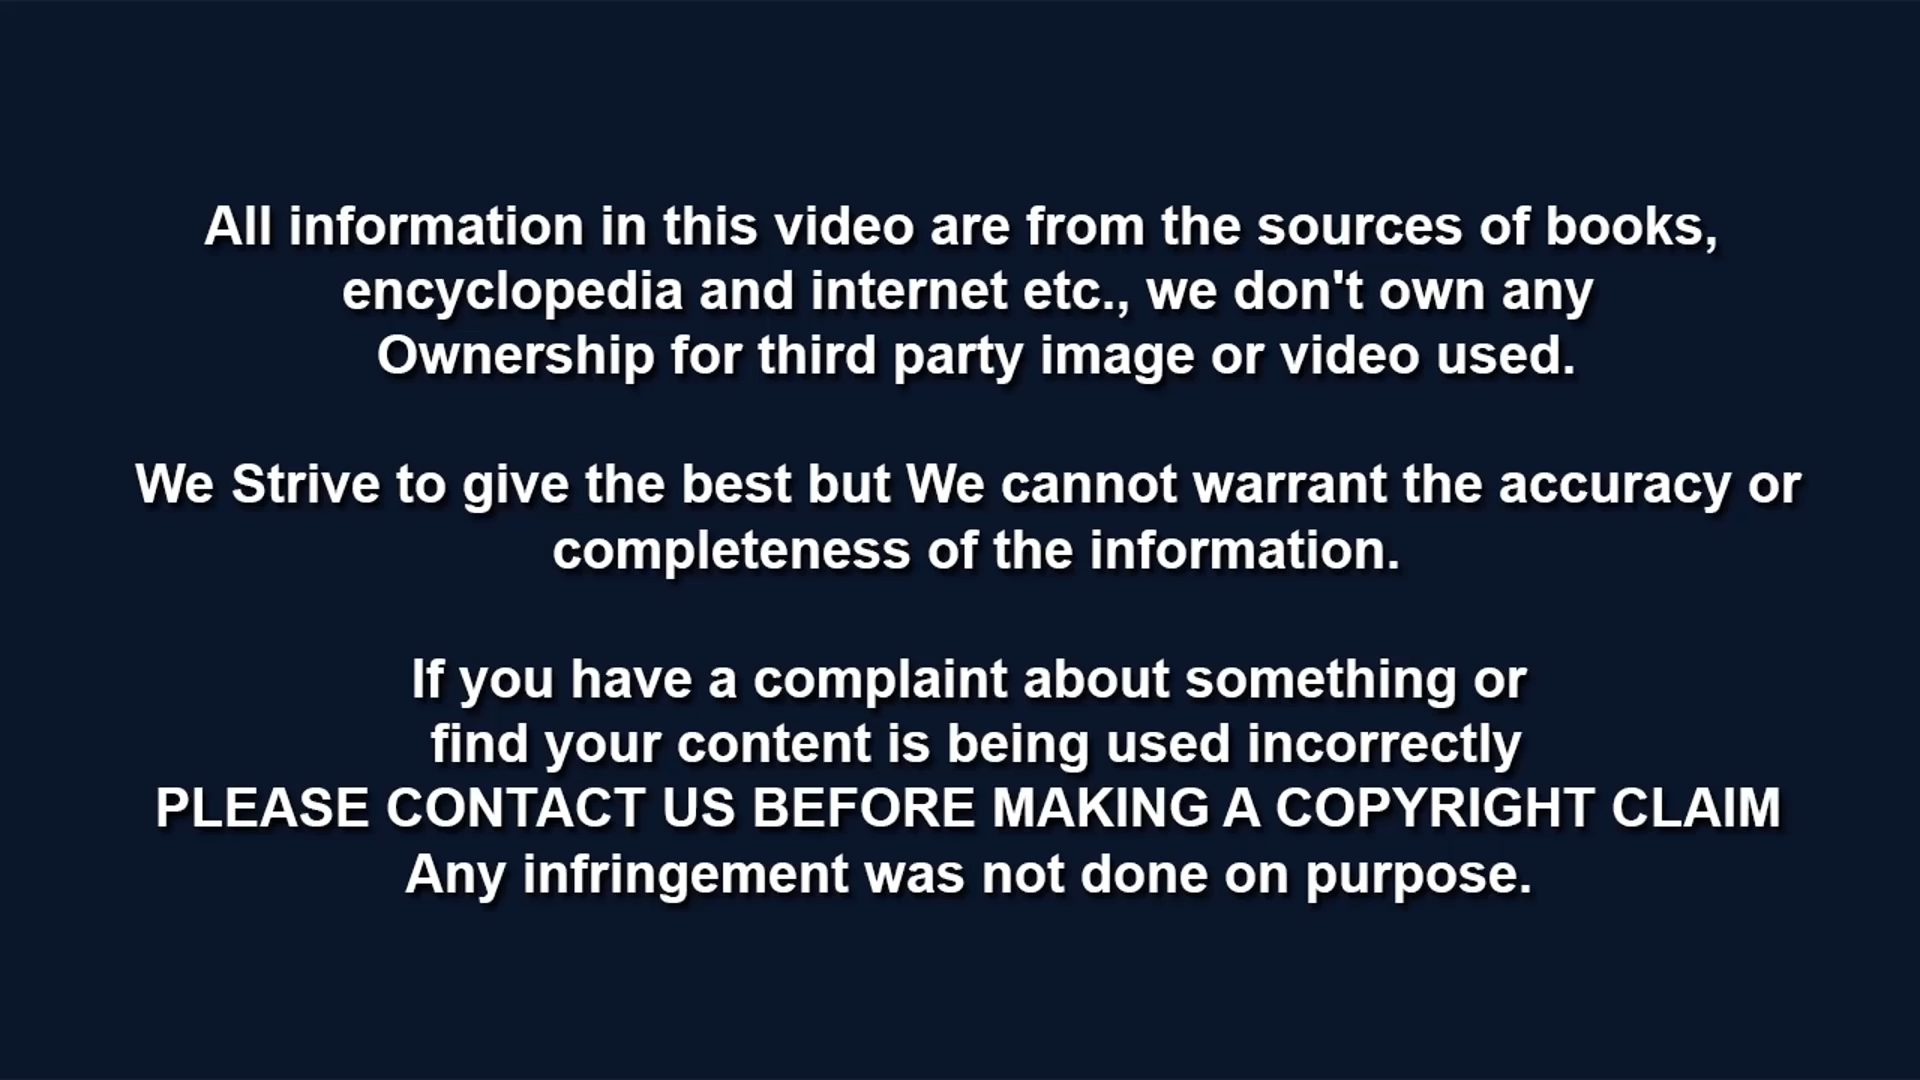 All information in this video are from the sources of books,
encyclopedia and internet etc., we don't own any
Ownership for third party image or video used.
We Strive to give the best but We cannot warrant the accuracy or
completeness of the information.
If you have a complaint about something or
find your content is being used incorrectly
PLEASE CONTACT US BEFORE MAKING A COPYRIGHT CLAIM
Any infringement was not done on purpose.